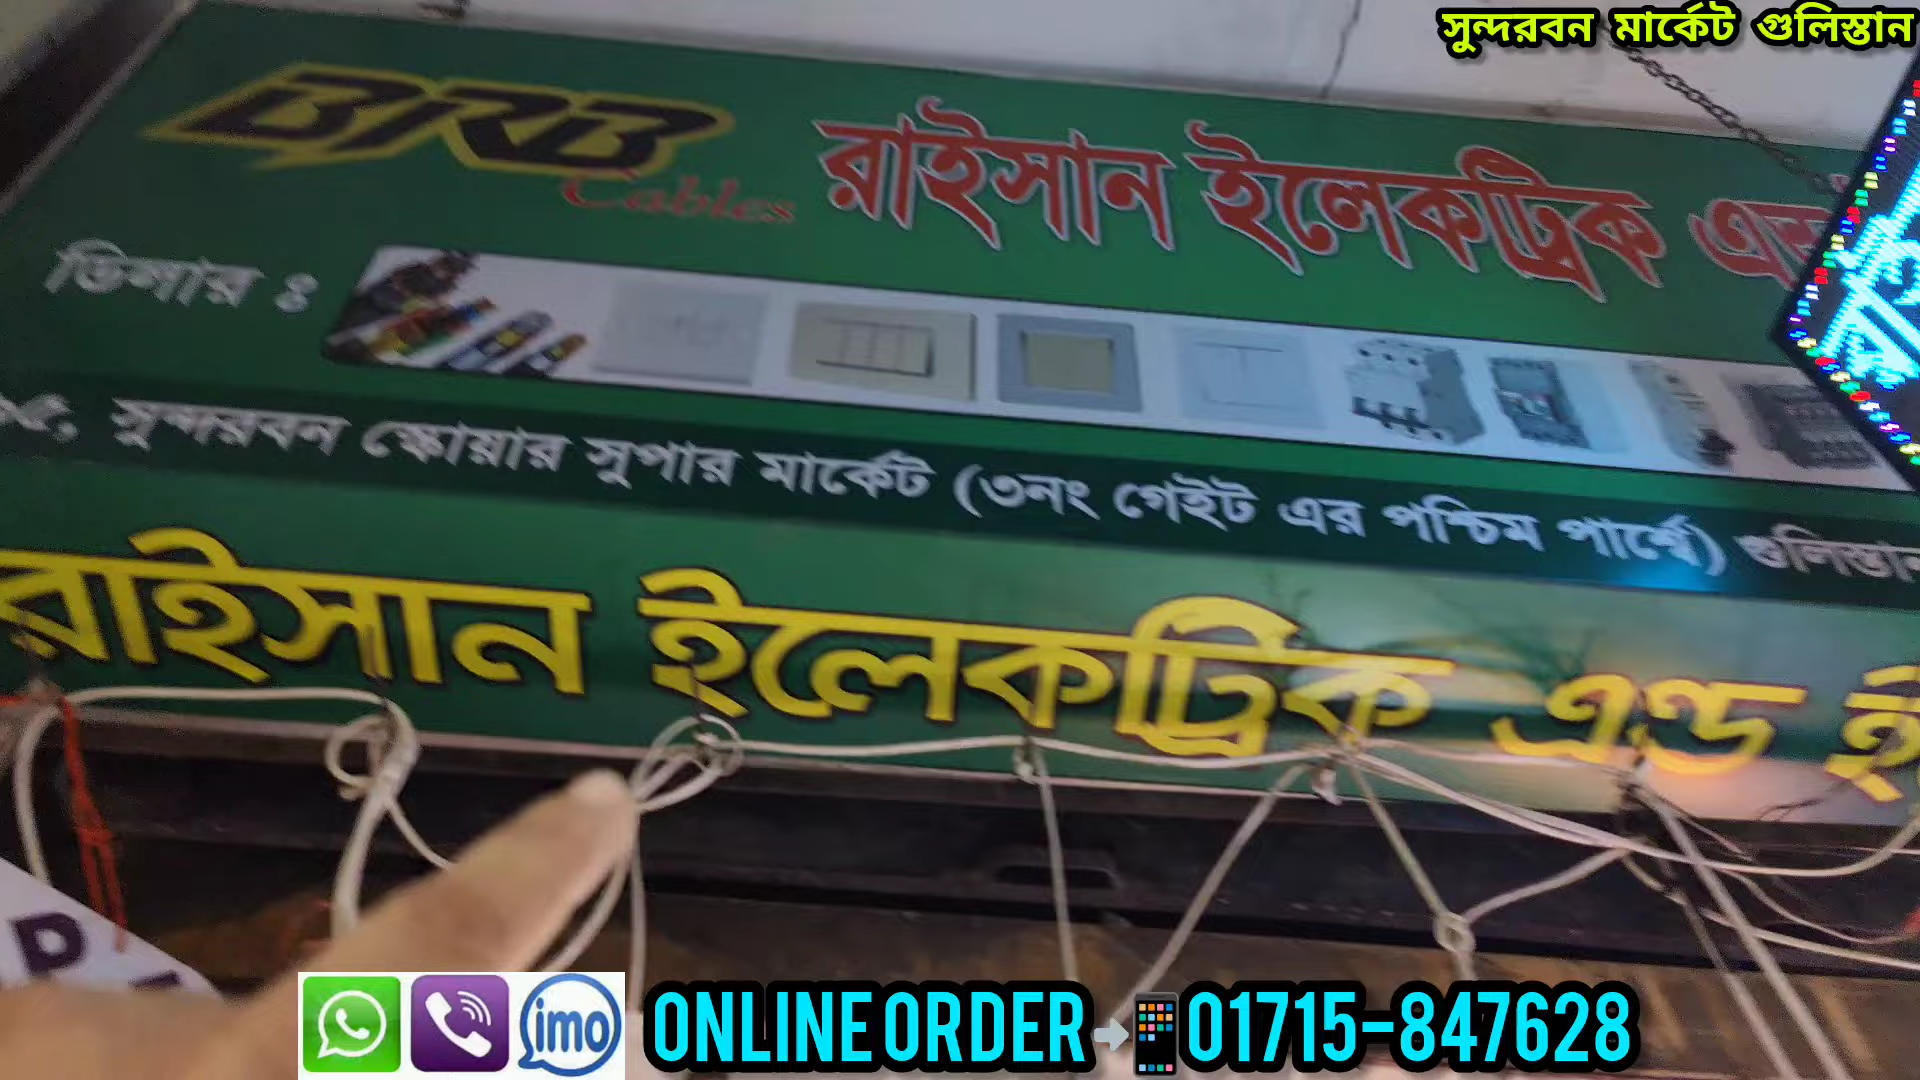 সুন্দরবন মার্কেট গুলিস্তান
BRB
Cables
রাইসান ইলেকট্রিক
ডিলার ঃ
সুন্দরবন স্কোয়ার সুপার মার্কেট (৩নং গেইট এর পশ্চিম পার্শ্বে) গুলিস্তান
রাইসান ইলেকট্রিক এন্ড
imo
ONLINE ORDER 01715-847628